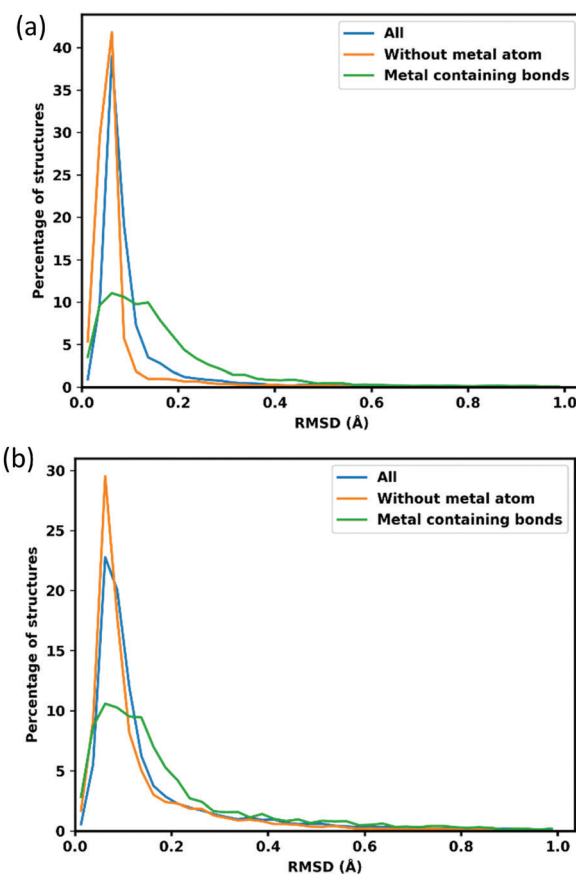 (a)
All
Without metal atom
Metal containing bonds
Percentage of structures
40
35
30
25
20
15
10
5
0
0.0 0.2 0.4 0.6 0.8 1.0
RMSD (Å)
(b)
All
Without metal atom
Metal containing bonds
Percentage of structures
30
25
20
15
10
5
0
0.0 0.2 0.4 0.6 0.8 1.0
RMSD (Å)